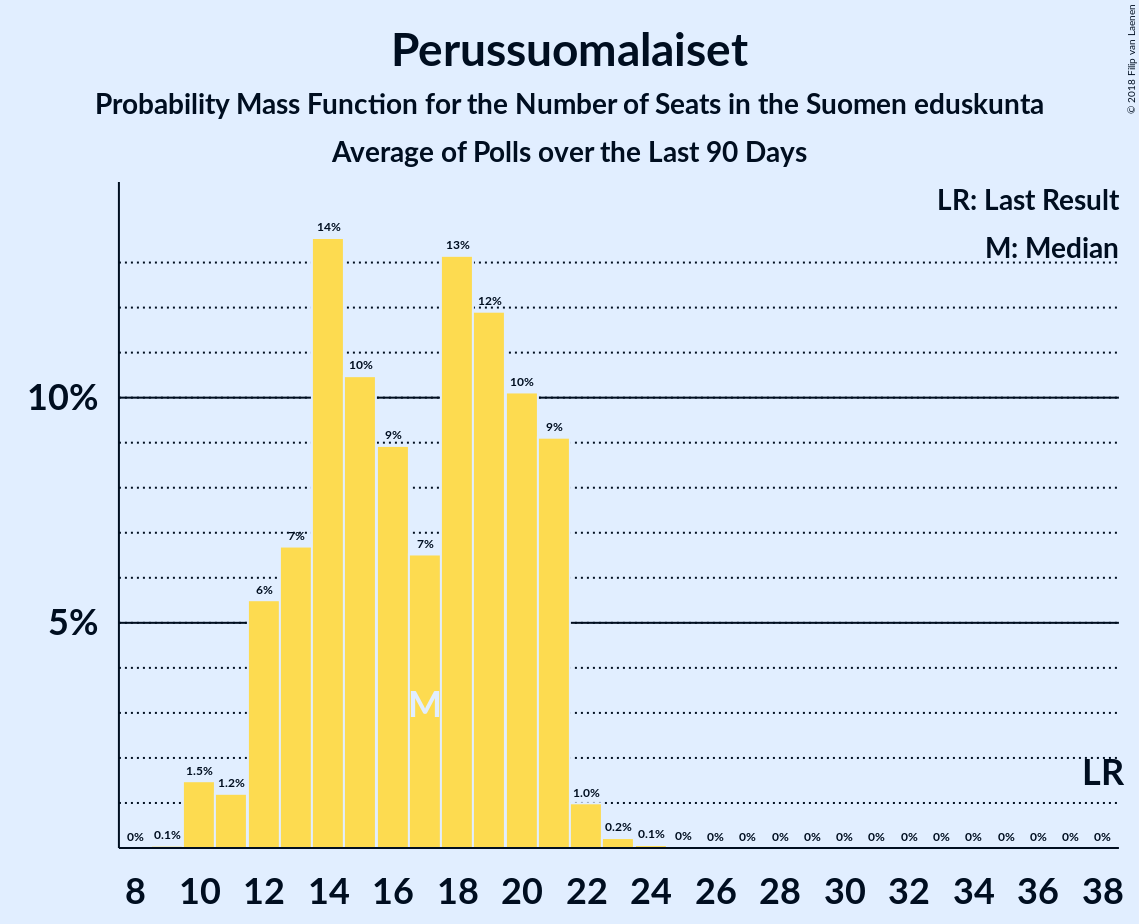 Perussuomalaiset
Probability Mass Function for the Number of Seats in the Suomen eduskunta
Average of Polls over the Last 90 Days
© 2018 Filip van Laenen
LR: Last Result
M: Median
14%
13%
12%
10%
10%
10%
9%
9%
7%
7%
6%
5%
M
LR
1.5%
1.2%
1.0%
0% 0.1% 0.2% 0.1% 0% 0% 0% 0% 0% 0% 0% 0% 0% 0% 0% 0% 0% 0%
8 10 12 14 16 18 20 22 24 26 28 30 32 34 36 38